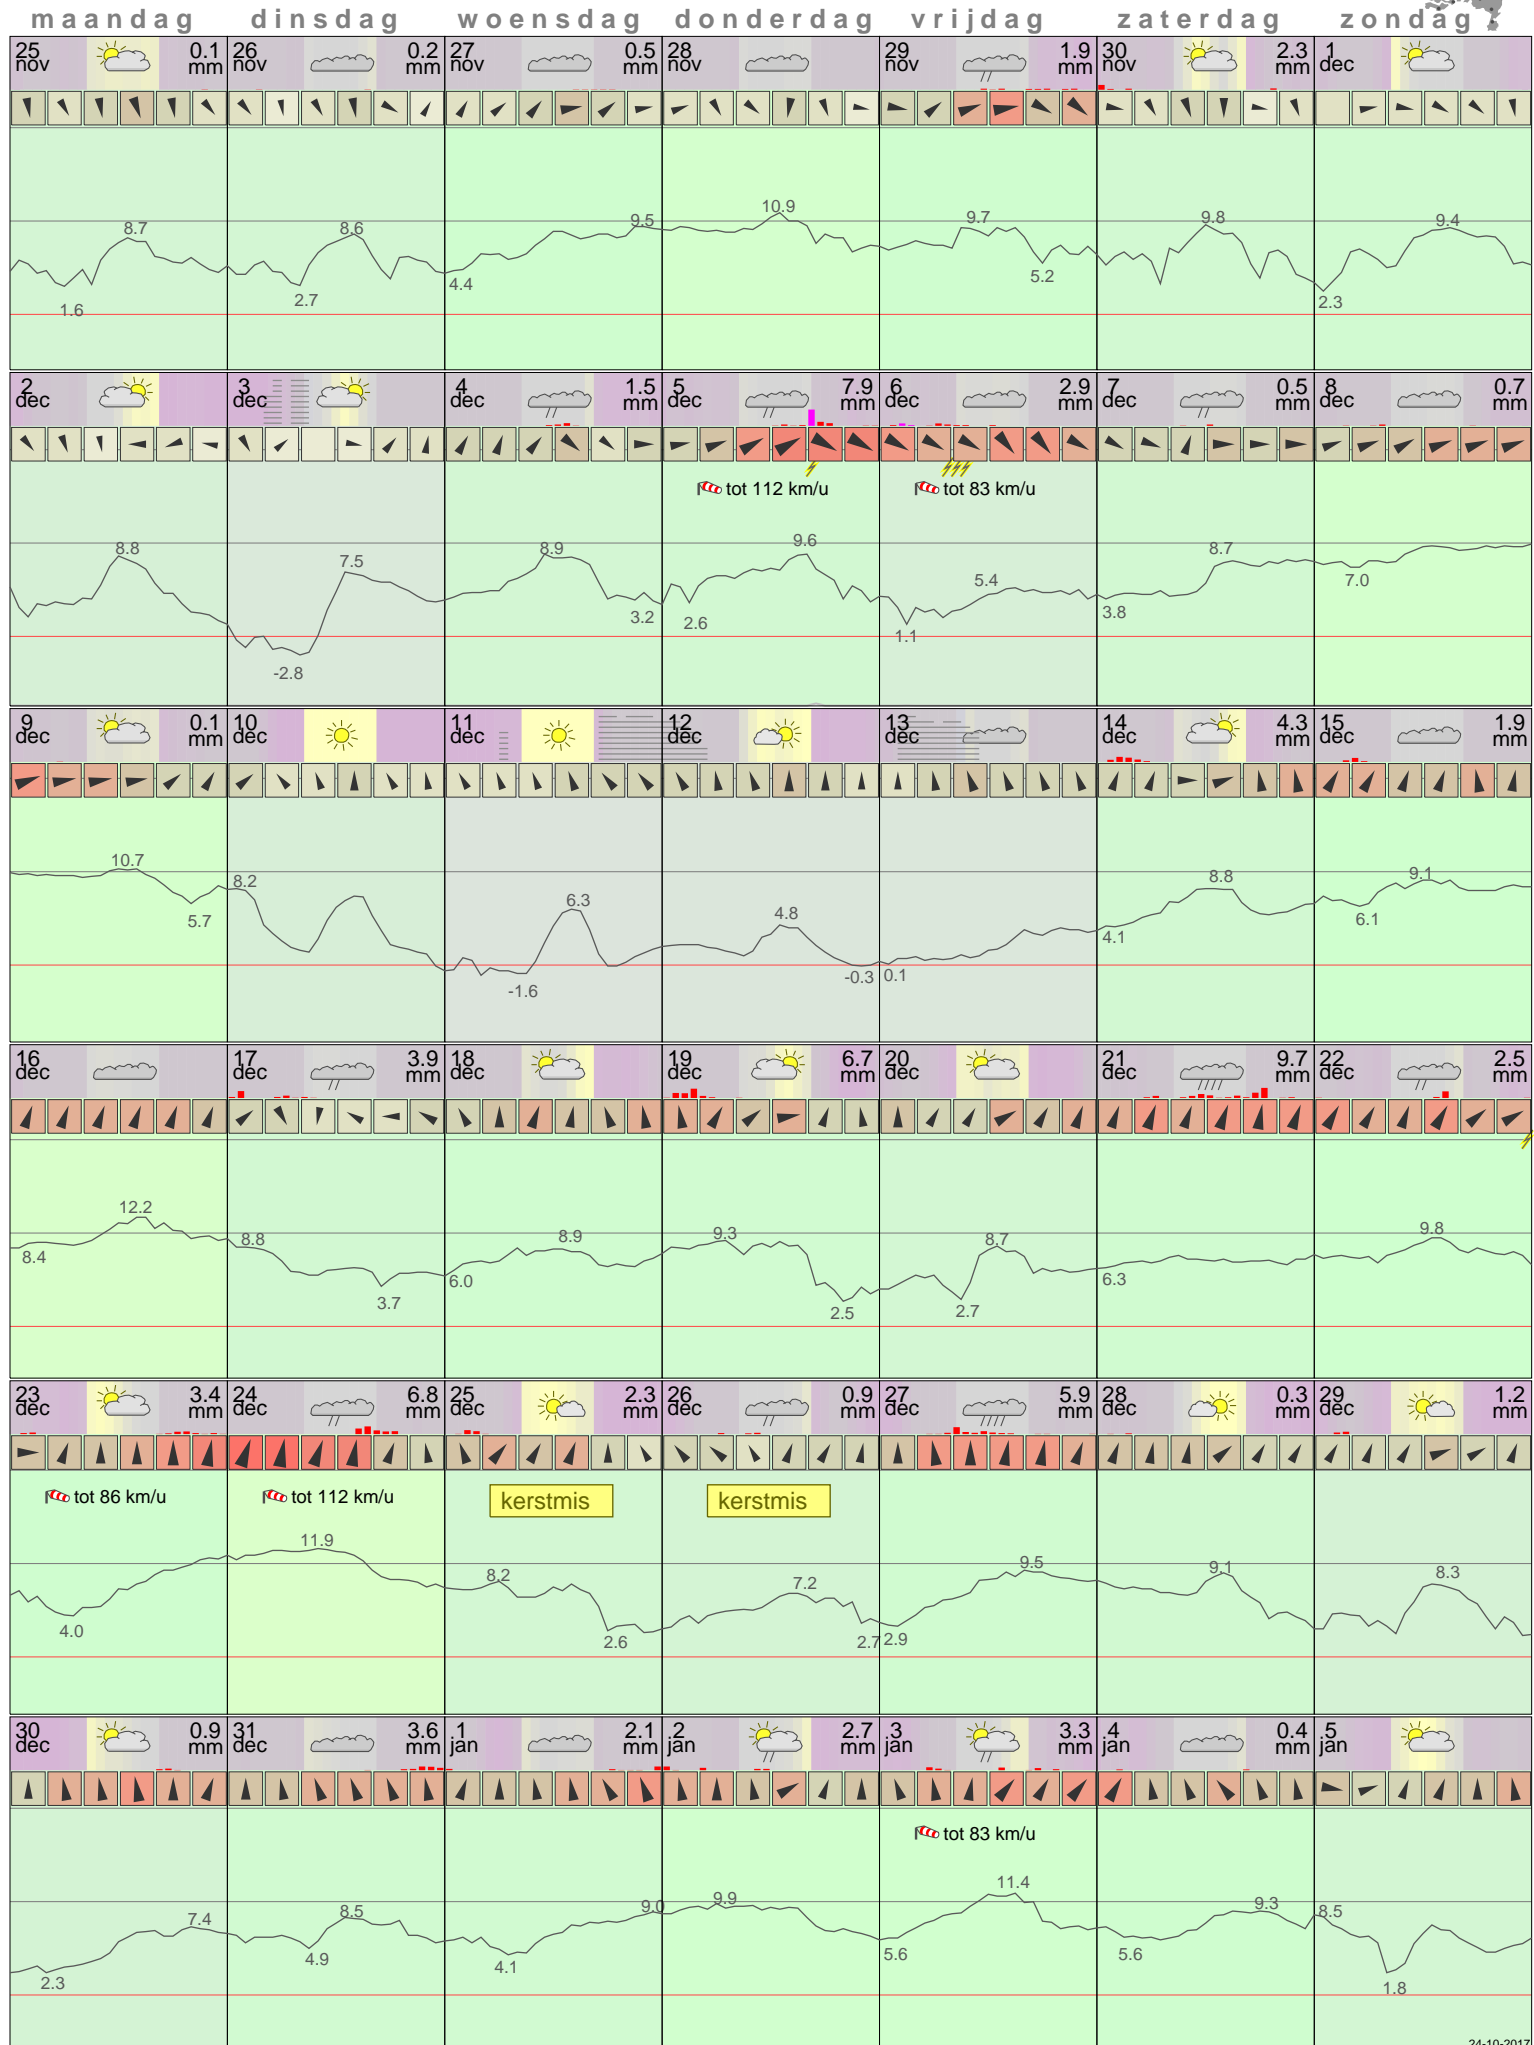 maandag dinsdag woensdag donderdag vrijdag zaterdag zondag
25 nov 0.1 mm
26 nov 0.2 mm
27 nov 0.5 mm
28 nov
29 nov 1.9 mm
30 nov 2.3 mm
1 dec
8.7 1.6
8.6 2.7
9.5 4.4
10.9
9.7 5.2
9.8
9.4 2.3
2 dec
3 dec
4 dec 1.5 mm
5 dec 7.9 mm
6 dec 2.9 mm
7 dec 0.5 mm
8 dec 0.7 mm
tot 112 km/u
tot 83 km/u
8.8
7.5 -2.8
8.9 3.2
9.6 2.6
5.4 1.1
8.7 3.8
7.0
9 dec 0.1 mm
10 dec
11 dec
12 dec
13 dec
14 dec 4.3 mm
15 dec 1.9 mm
10.7 5.7
8.2
6.3 -1.6
4.8 -0.3
0.1
8.8 4.1
9.1 6.1
16 dec
17 dec 3.9 mm
18 dec
19 dec 6.7 mm
20 dec
21 dec 9.7 mm
22 dec 2.5 mm
12.2 8.4
8.8 3.7
8.9 6.0
9.3 2.5
8.7 2.7
6.3
9.8
23 dec 3.4 mm
24 dec 6.8 mm
25 dec 2.3 mm
26 dec 0.9 mm
27 dec 5.9 mm
28 dec 0.3 mm
29 dec 1.2 mm
tot 86 km/u
tot 112 km/u
kerstmis
kerstmis
4.0
11.9
8.2 2.6
7.2 2.7
9.5 2.9
9.1
8.3
30 dec 0.9 mm
31 dec 3.6 mm
1 jan 2.1 mm
2 jan 2.7 mm
3 jan 3.3 mm
4 jan 0.4 mm
5 jan
tot 83 km/u
7.4 2.3
8.5 4.9
9.0 4.1
9.9
11.4 5.6
9.3 5.6
8.5 1.8
24-10-2017